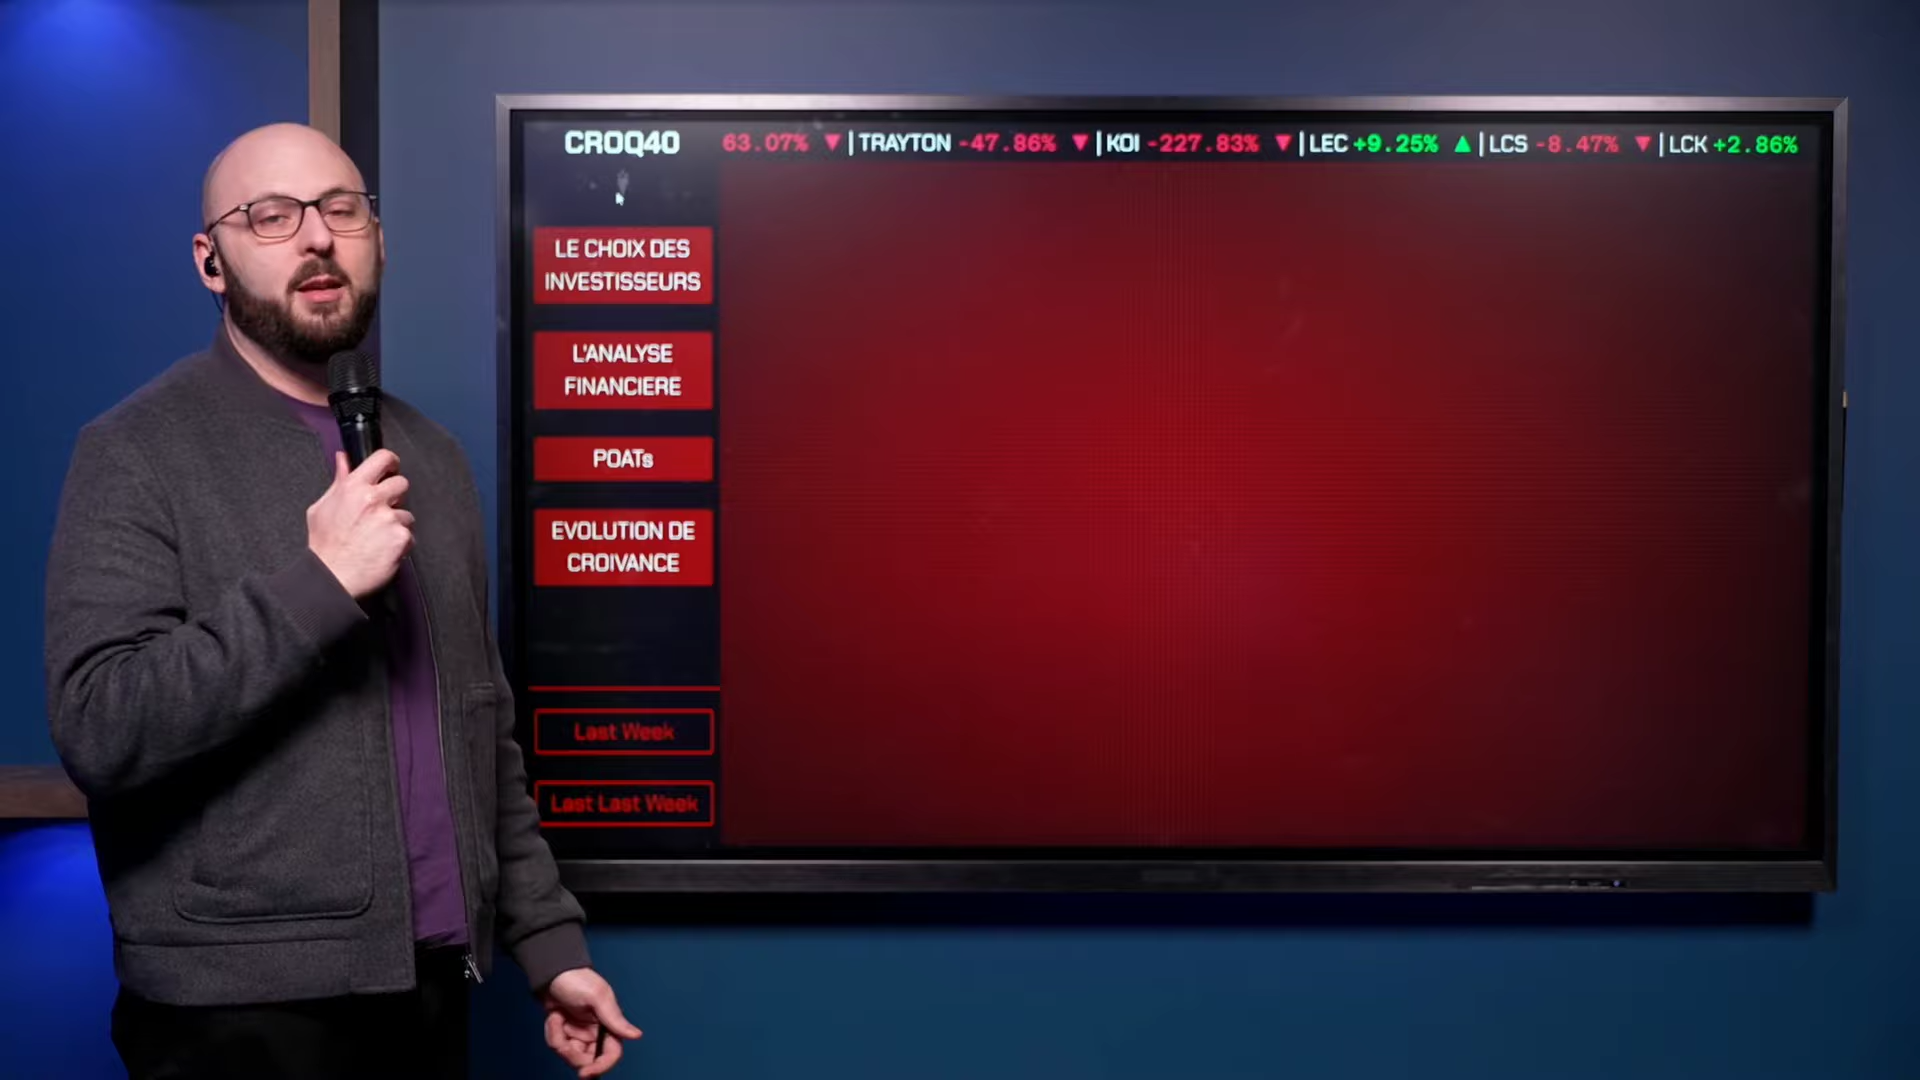 CROQ40
63.07% ▼ | TRAYTON -47.86% ▼ | KOI -227.83% ▼ | LEC +9.25% ▲ | LCS -8.47% ▼ | LCK +2.86%
LE CHOIX DES
INVESTISSEURS
L'ANALYSE
FINANCIERE
POATs
EVOLUTION DE
CROIVANCE
Last Week
Last Last Week